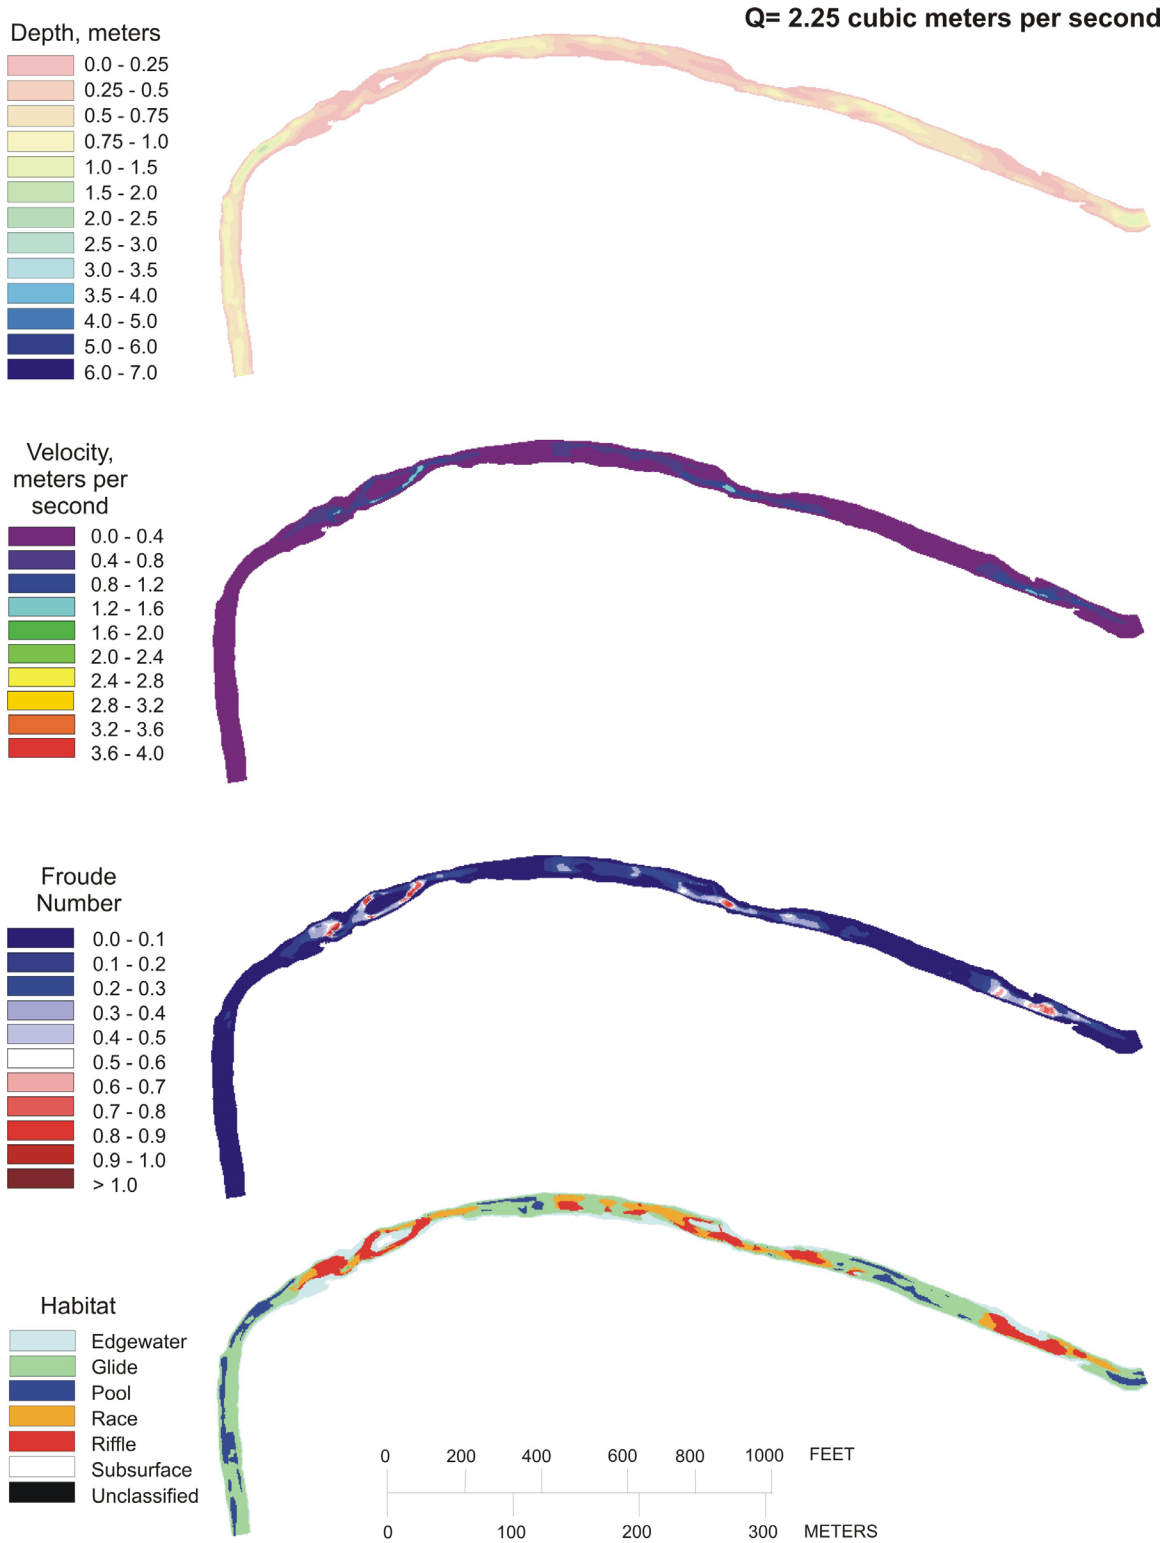 Q= 2.25 cubic meters per second
Depth, meters
0.0 - 0.25
0.25 - 0.5
0.5 - 0.75
0.75 - 1.0
1.0 - 1.5
1.5 - 2.0
2.0 - 2.5
2.5 - 3.0
3.0 - 3.5
3.5 - 4.0
4.0 - 5.0
5.0 - 6.0
6.0 - 7.0
Velocity,
meters per
second
0.0 - 0.4
0.4 - 0.8
0.8 - 1.2
1.2 - 1.6
1.6 - 2.0
2.0 - 2.4
2.4 - 2.8
2.8 - 3.2
3.2 - 3.6
3.6 - 4.0
Froude
Number
0.0 - 0.1
0.1 - 0.2
0.2 - 0.3
0.3 - 0.4
0.4 - 0.5
0.5 - 0.6
0.6 - 0.7
0.7 - 0.8
0.8 - 0.9
0.9 - 1.0
> 1.0
Habitat
Edgewater
Glide
Pool
Race
Riffle
Subsurface
Unclassified
0 200 400 600 800 1000 FEET
0 100 200 300 METERS